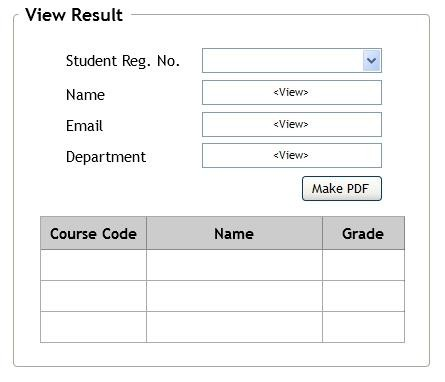 View Result
Student Reg. No.
Name <View>
Email <View>
Department <View>
Make PDF
Course Code Name Grade